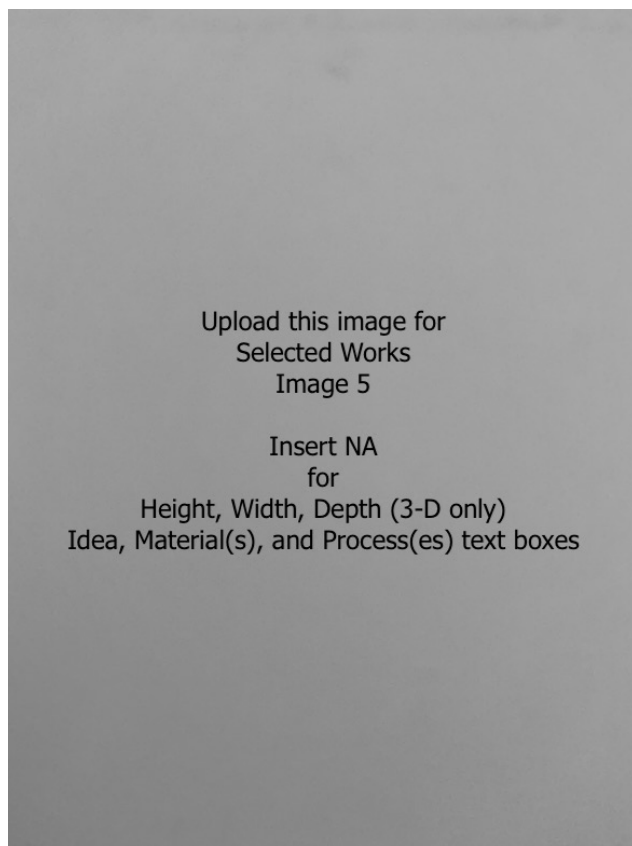 Upload this image for
Selected Works
Image 5
Insert NA
for
Height, Width, Depth (3-D only)
Idea, Material(s), and Process(es) text boxes